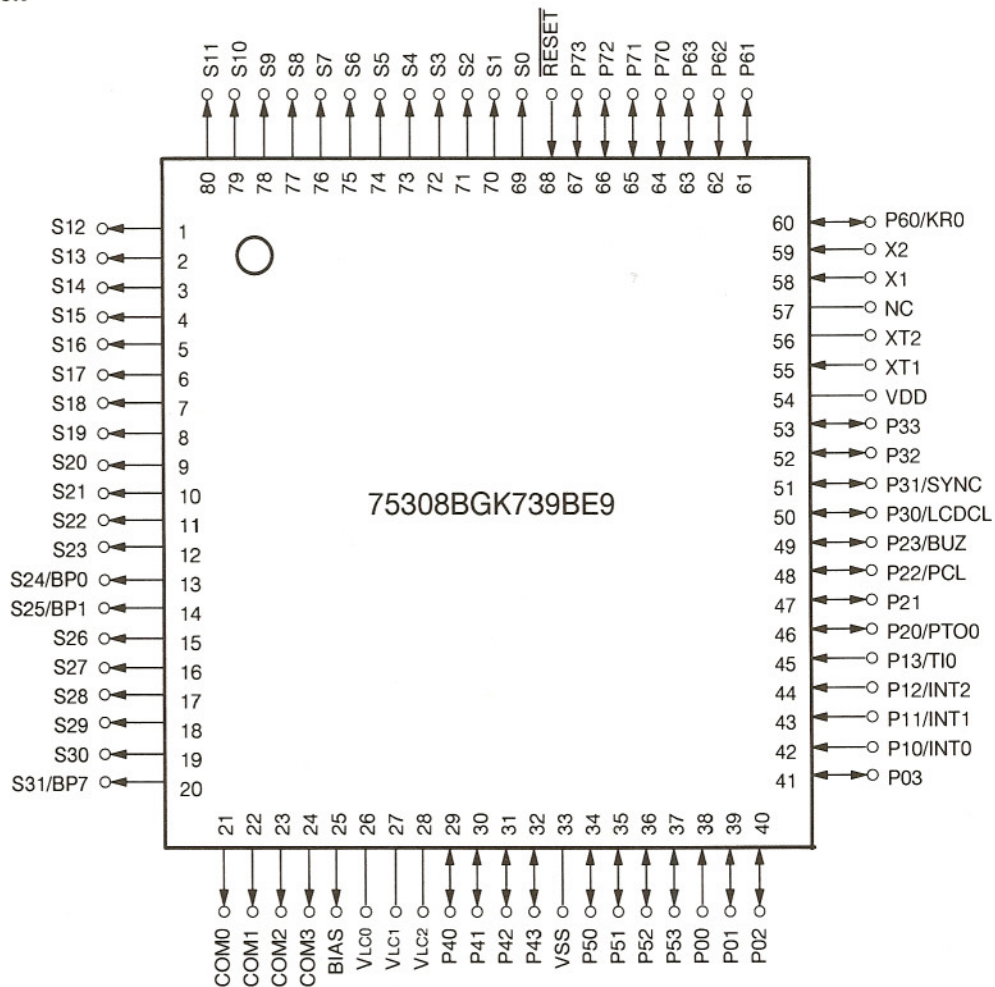 S11 S10 S9 S8 S7 S6 S5 S4 S3 S2 S1 S0 RESET P73 P72 P71 P70 P63 P62 P61
80 79 78 77 76 75 74 73 72 71 70 69 68 67 66 65 64 63 62 61
S12 1
S13 2
S14 3
S15 4
S16 5
S17 6
S18 7
S19 8
S20 9
S21 10
S22 11
S23 12
S24/BP0 13
S25/BP1 14
S26 15
S27 16
S28 17
S29 18
S30 19
S31/BP7 20
75308BGK739BE9
60 P60/KR0
59 X2
58 X1
57 NC
56 XT2
55 XT1
54 VDD
53 P33
52 P32
51 P31/SYNC
50 P30/LCDCL
49 P23/BUZ
48 P22/PCL
47 P21
46 P20/PTO0
45 P13/TI0
44 P12/INT2
43 P11/INT1
42 P10/INT0
41 P03
21 22 23 24 25 26 27 28 29 30 31 32 33 34 35 36 37 38 39 40
COM0 COM1 COM2 COM3 BIAS VLC0 VLC1 VLC2 P40 P41 P42 P43 VSS P50 P51 P52 P53 P00 P01 P02